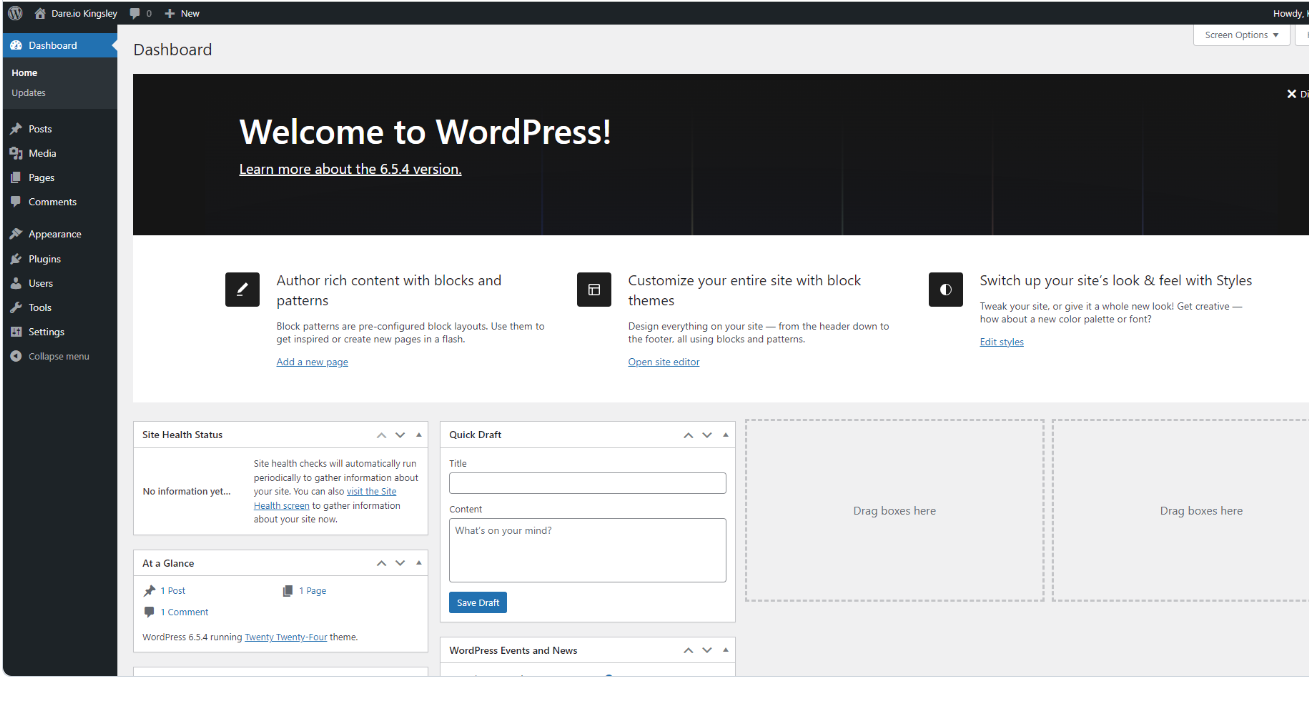 Dare.io Kingsley 0 New
Howdy,
Dashboard
Home
Updates
Posts
Media
Pages
Comments
Appearance
Plugins
Users
Tools
Settings
Collapse menu
Dashboard
Screen Options
Welcome to WordPress!
Learn more about the 6.5.4 version.
Author rich content with blocks and
patterns
Block patterns are pre-configured block layouts. Use them to
get inspired or create new pages in a flash.
Add a new page
Customize your entire site with block
themes
Design everything on your site — from the header down to
the footer, all using blocks and patterns.
Open site editor
Switch up your site’s look & feel with Styles
Tweak your site, or give it a whole new look! Get creative —
how about a new color palette or font?
Edit styles
Site Health Status
No information yet...
Site health checks will automatically run
periodically to gather information about
your site. You can also visit the Site
Health screen to gather information
about your site now.
At a Glance
1 Post
1 Page
1 Comment
WordPress 6.5.4 running Twenty Twenty-Four theme.
Quick Draft
Title
Content
What's on your mind?
Save Draft
WordPress Events and News
Drag boxes here
Drag boxes here